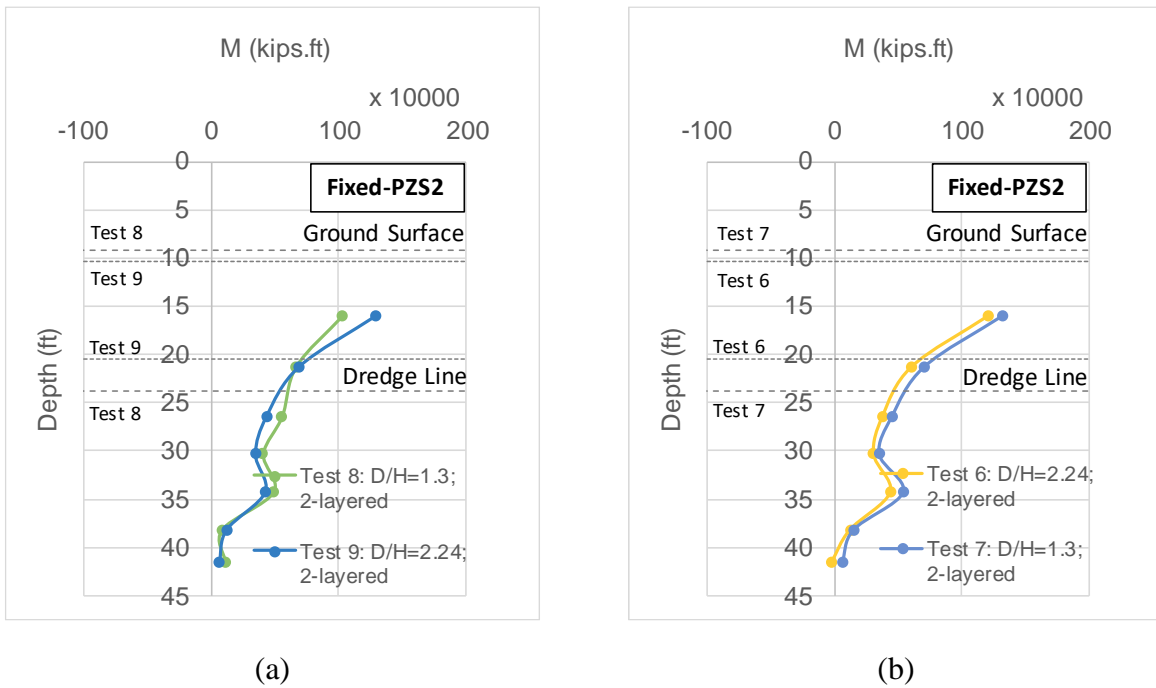 M (kips.ft)
x 10000
-100 0 100 200
0
Fixed-PZS2
5
Test 8 Ground Surface
10
Test 9
15
Test 9
20
Dredge Line
25
Test 8
30
Test 8: D/H=1.3;
2-layered
35
40
Test 9: D/H=2.24;
2-layered
45
Depth (ft)
(a)
M (kips.ft)
x 10000
-100 0 100 200
0
Fixed-PZS2
5
Test 7 Ground Surface
10
Test 6
15
Test 6
20
Dredge Line
25
Test 7
30
Test 6: D/H=2.24;
2-layered
35
40
Test 7: D/H=1.3;
2-layered
45
Depth (ft)
(b)